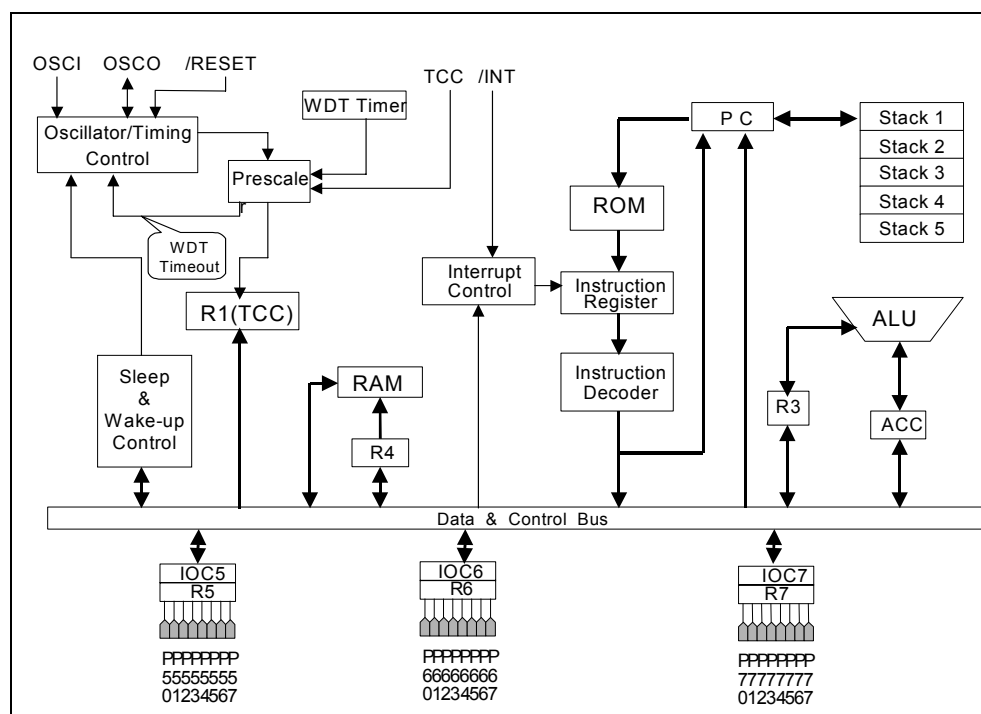 OSCI OSCO /RESET
TCC /INT
WDT Timer
Oscillator/Timing
Control
Prescale
WDT
Timeout
R1(TCC)
Sleep
&
Wake-up
Control
RAM
R4
Interrupt
Control
P C
ROM
Instruction
Register
Instruction
Decoder
Stack 1
Stack 2
Stack 3
Stack 4
Stack 5
ALU
R3
ACC
Data & Control Bus
IOC5
R5
PPPPPPPP
55555555
01234567
IOC6
R6
PPPPPPPP
66666666
01234567
IOC7
R7
PPPPPPPP
77777777
01234567